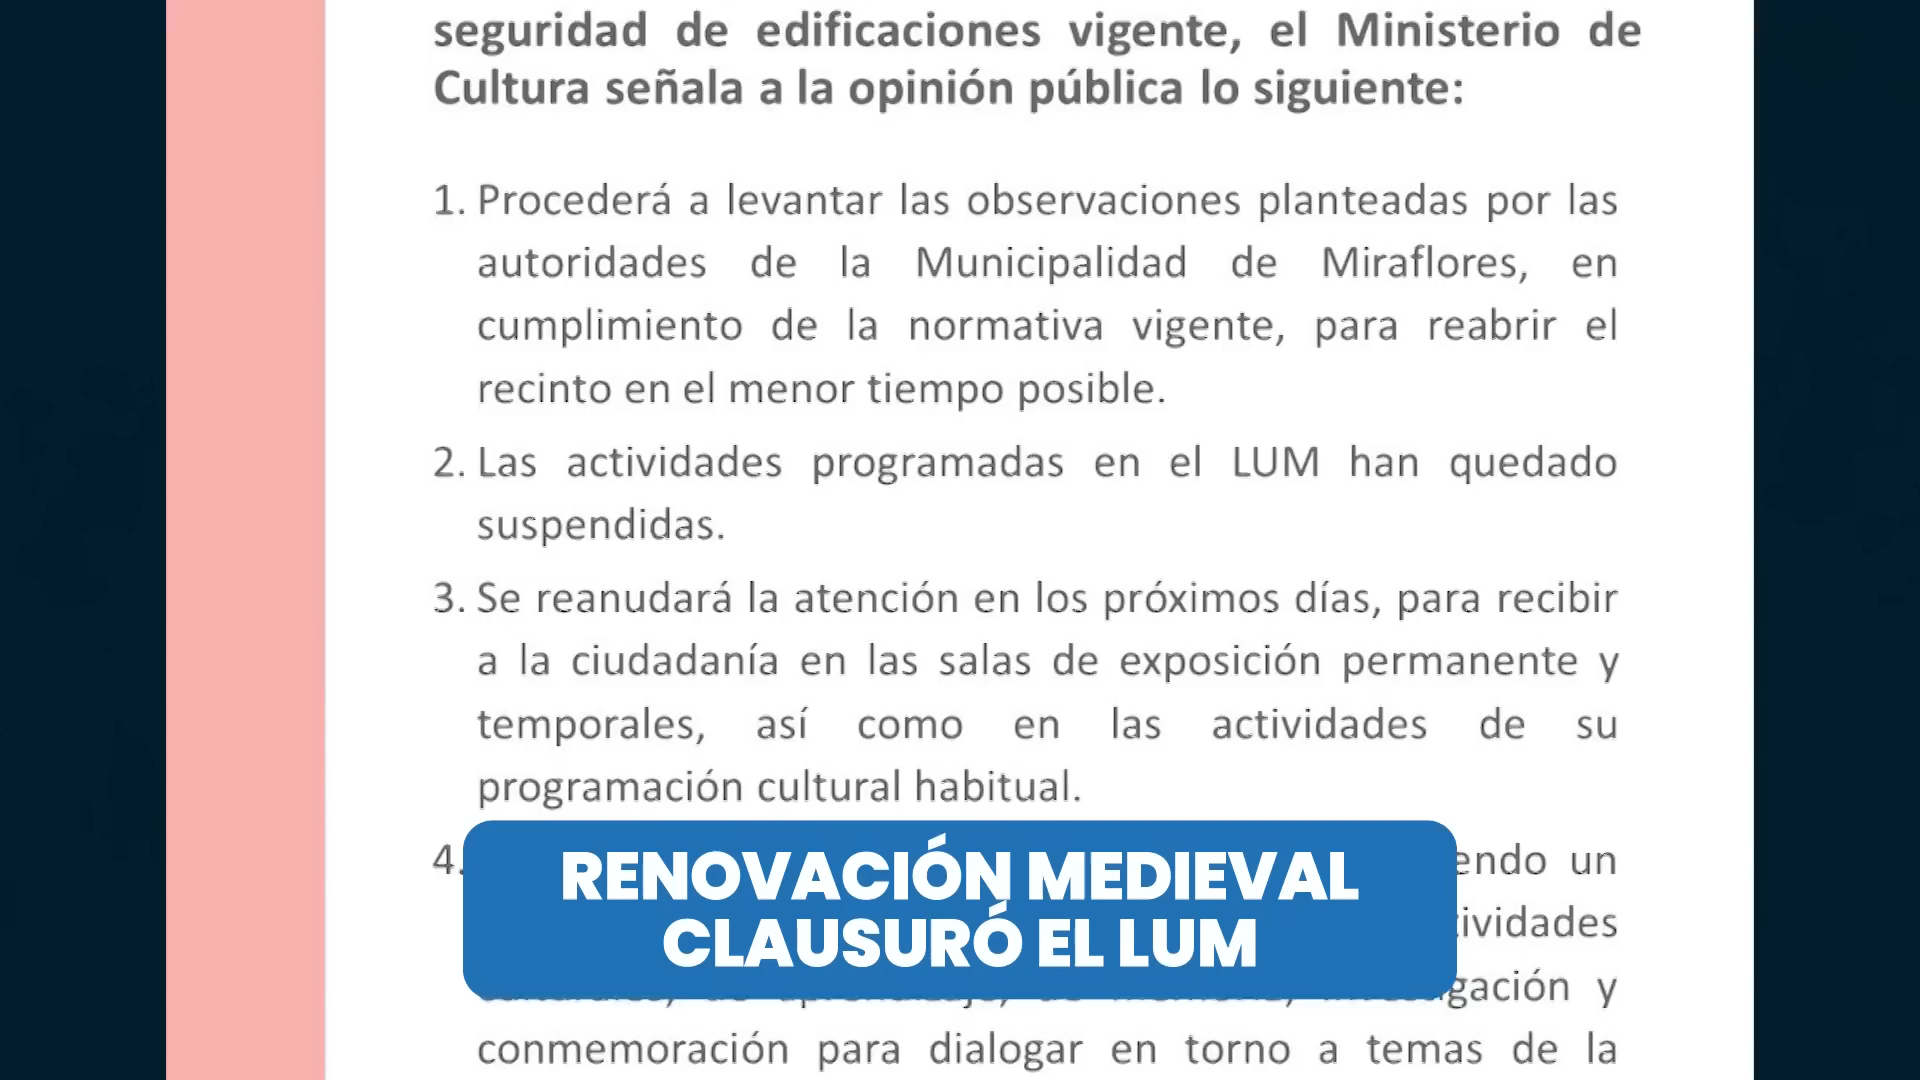 seguridad de edificaciones vigente, el Ministerio de
Cultura señala a la opinión pública lo siguiente:
1. Procederá a levantar las observaciones planteadas por las
autoridades de la Municipalidad de Miraflores, en
cumplimiento de la normativa vigente, para reabrir el
recinto en el menor tiempo posible.
2. Las actividades programadas en el LUM han quedado
suspendidas.
3. Se reanudará la atención en los próximos días, para recibir
a la ciudadanía en las salas de exposición permanente y
temporales, así como en las actividades de su
programación cultural habitual.
4. un
RENOVACIÓN MEDIEVAL
CLAUSURÓ EL LUM
y
conmemoración para dialogar en torno a temas de la